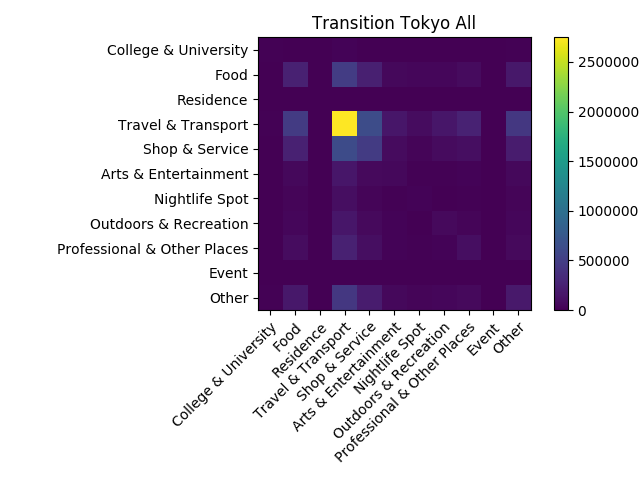 Transition Tokyo All
College & University
Food
Residence
Travel & Transport
Shop & Service
Arts & Entertainment
Nightlife Spot
Outdoors & Recreation
Professional & Other Places
Event
Other
College & University
Food
Residence
Travel & Transport
Shop & Service
Arts & Entertainment
Nightlife Spot
Outdoors & Recreation
Professional & Other Places
Event
Other
2500000
2000000
1500000
1000000
500000
0